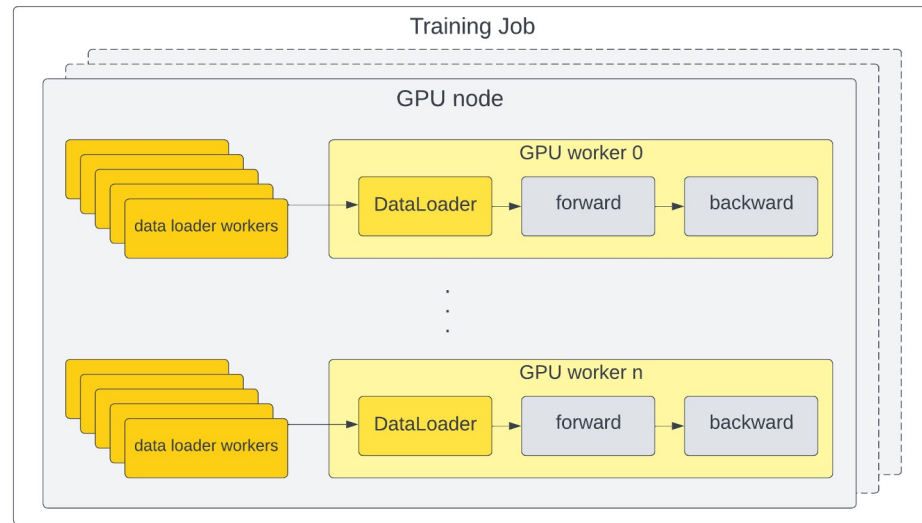 Training Job
GPU node
GPU worker 0
data loader workers
DataLoader
forward
backward
GPU worker n
data loader workers
DataLoader
forward
backward